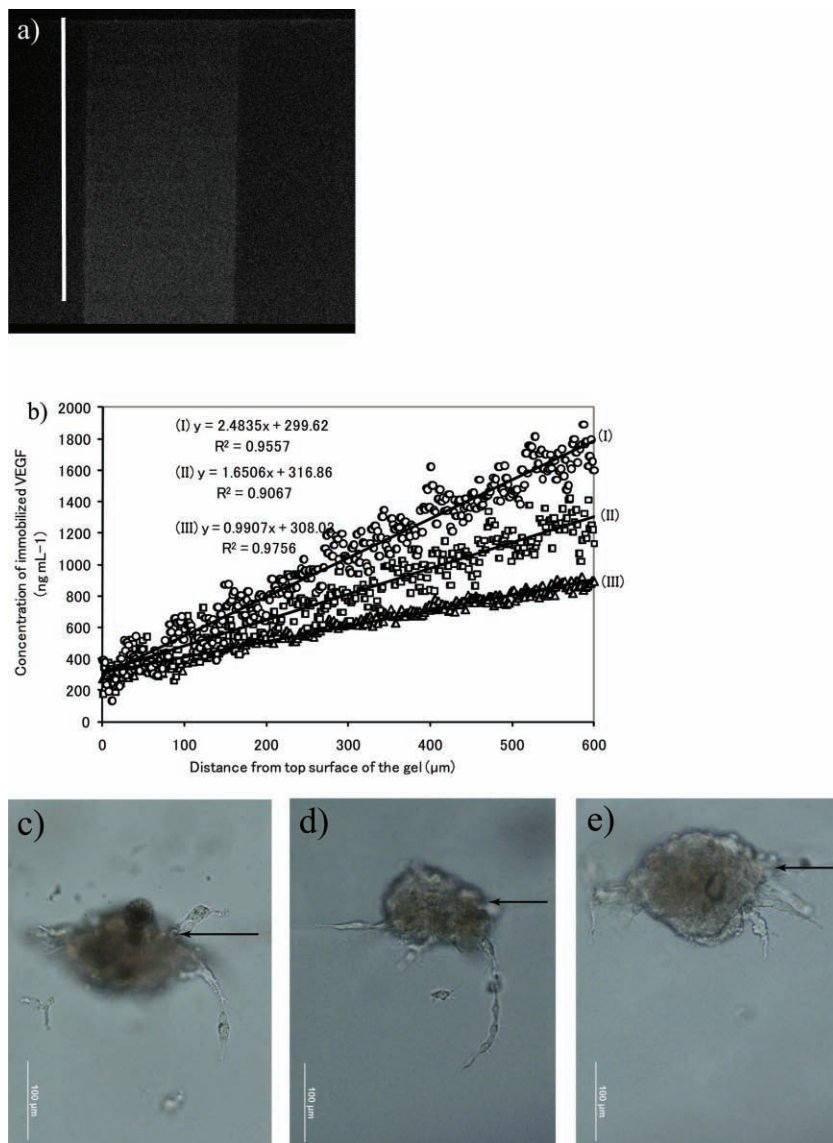 a)
b)
2000
1800
1600
1400
1200
1000
800
600
400
200
0
Concentration of immobilized VEGF
(ng mL−1)
(I) y = 2.4835x + 299.62
R² = 0.9557
(II) y = 1.6506x + 316.86
R² = 0.9067
(III) y = 0.9907x + 308.03
R² = 0.9756
(I)
(II)
(III)
0 100 200 300 400 500 600
Distance from top surface of the gel (µm)
c)
d)
e)
100 µm
100 µm
100 µm